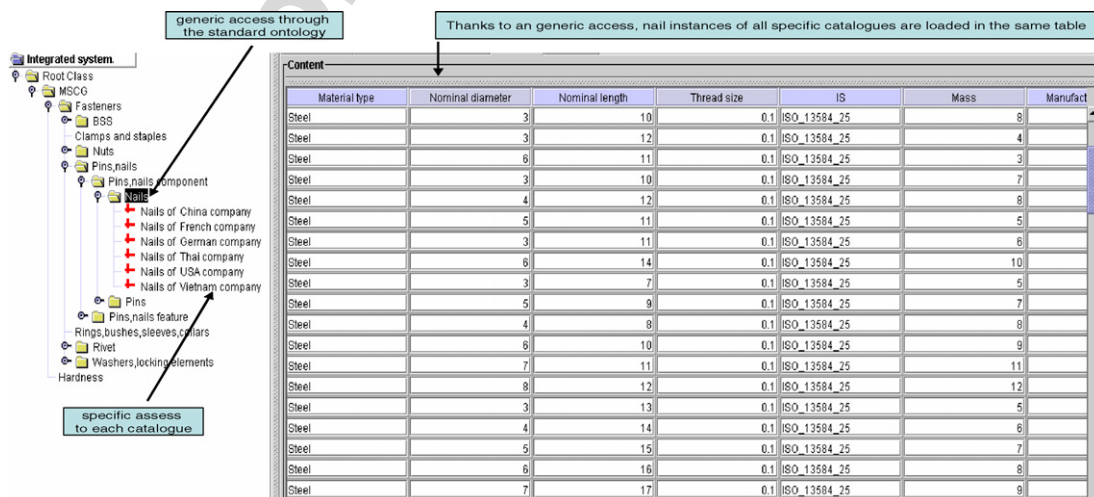 generic access through
the standard ontology
Thanks to an generic access, nail instances of all specific catalogues are loaded in the same table
Integrated system.
Root Class
MSCG
Fasteners
BSS
Clamps and staples
Nuts
Pins,nails
Pins,nails component
Nails
Nails of China company
Nails of French company
Nails of German company
Nails of Thai company
Nails of USA company
Nails of Vietnam company
Pins
Pins,nails feature
Rings,bushes,sleeves,collars
Rivet
Washers,locking elements
Hardness
specific assess
to each catalogue
Content
Material type Nominal diameter Nominal length Thread size IS Mass Manufact
Steel 3 10 0.1 ISO_13584_25 8
Steel 3 12 0.1 ISO_13584_25 4
Steel 6 11 0.1 ISO_13584_25 3
Steel 3 10 0.1 ISO_13584_25 7
Steel 4 12 0.1 ISO_13584_25 8
Steel 5 11 0.1 ISO_13584_25 5
Steel 3 11 0.1 ISO_13584_25 6
Steel 6 14 0.1 ISO_13584_25 10
Steel 3 7 0.1 ISO_13584_25 5
Steel 5 9 0.1 ISO_13584_25 7
Steel 4 8 0.1 ISO_13584_25 8
Steel 6 10 0.1 ISO_13584_25 9
Steel 7 11 0.1 ISO_13584_25 11
Steel 8 12 0.1 ISO_13584_25 12
Steel 3 13 0.1 ISO_13584_25 5
Steel 4 14 0.1 ISO_13584_25 6
Steel 5 15 0.1 ISO_13584_25 7
Steel 6 16 0.1 ISO_13584_25 8
Steel 7 17 0.1 ISO_13584_25 9